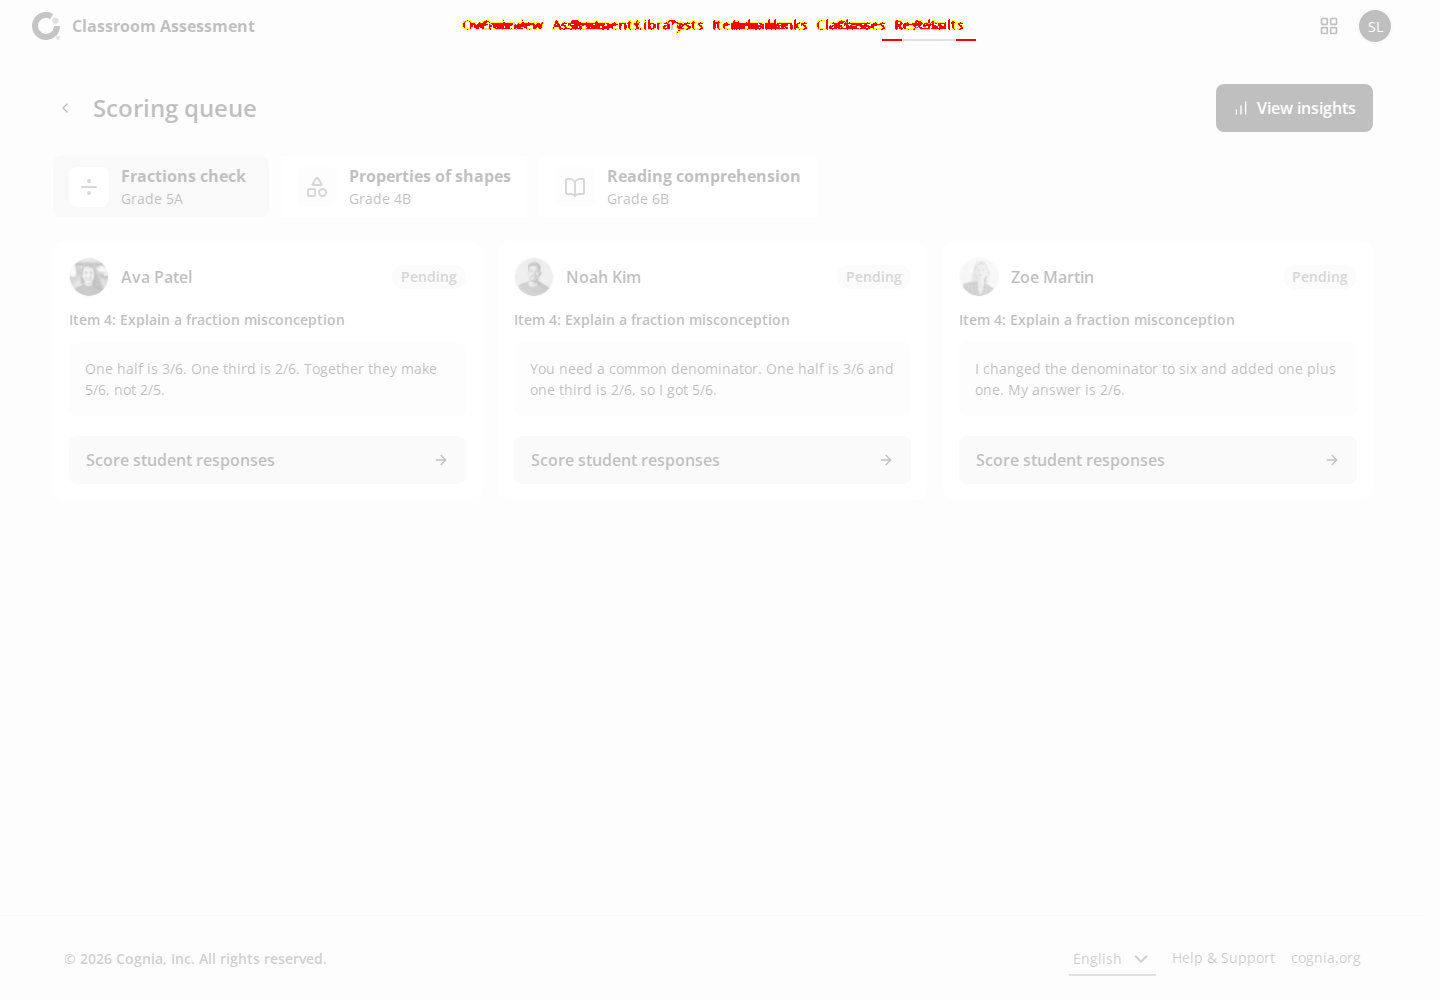 Classroom Assessment
SL
Scoring queue
View insights
Fractions check
Grade 5A
Properties of shapes
Grade 4B
Reading comprehension
Grade 6B
Ava Patel
Pending
Item 4: Explain a fraction misconception
One half is 3/6. One third is 2/6. Together they make
5/6, not 2/5.
Score student responses
Noah Kim
Pending
Item 4: Explain a fraction misconception
You need a common denominator. One half is 3/6 and
one third is 2/6, so I got 5/6.
Score student responses
Zoe Martin
Pending
Item 4: Explain a fraction misconception
I changed the denominator to six and added one plus
one. My answer is 2/6.
Score student responses
© 2026 Cognia, Inc. All rights reserved.
English
Help & Support
cognia.org